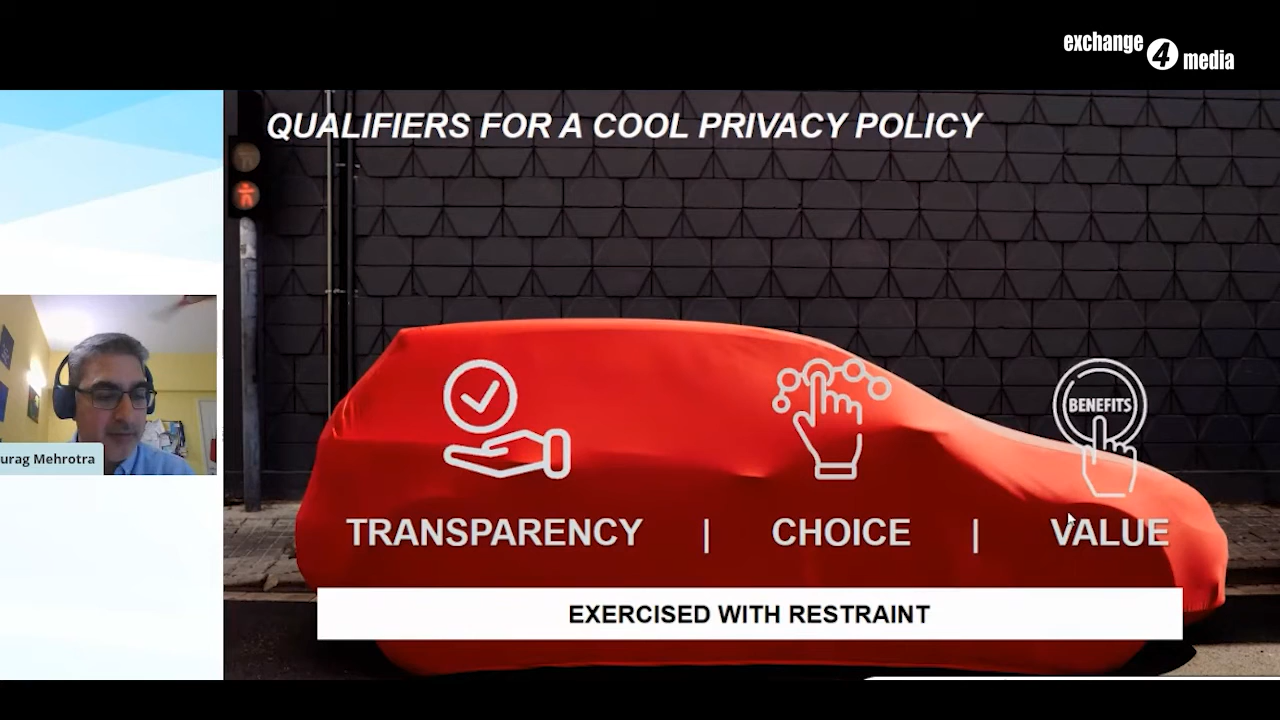 exchange
4
media
QUALIFIERS FOR A COOL PRIVACY POLICY
BENEFITS
TRANSPARENCY | CHOICE | VALUE
EXERCISED WITH RESTRAINT
urag Mehrotra